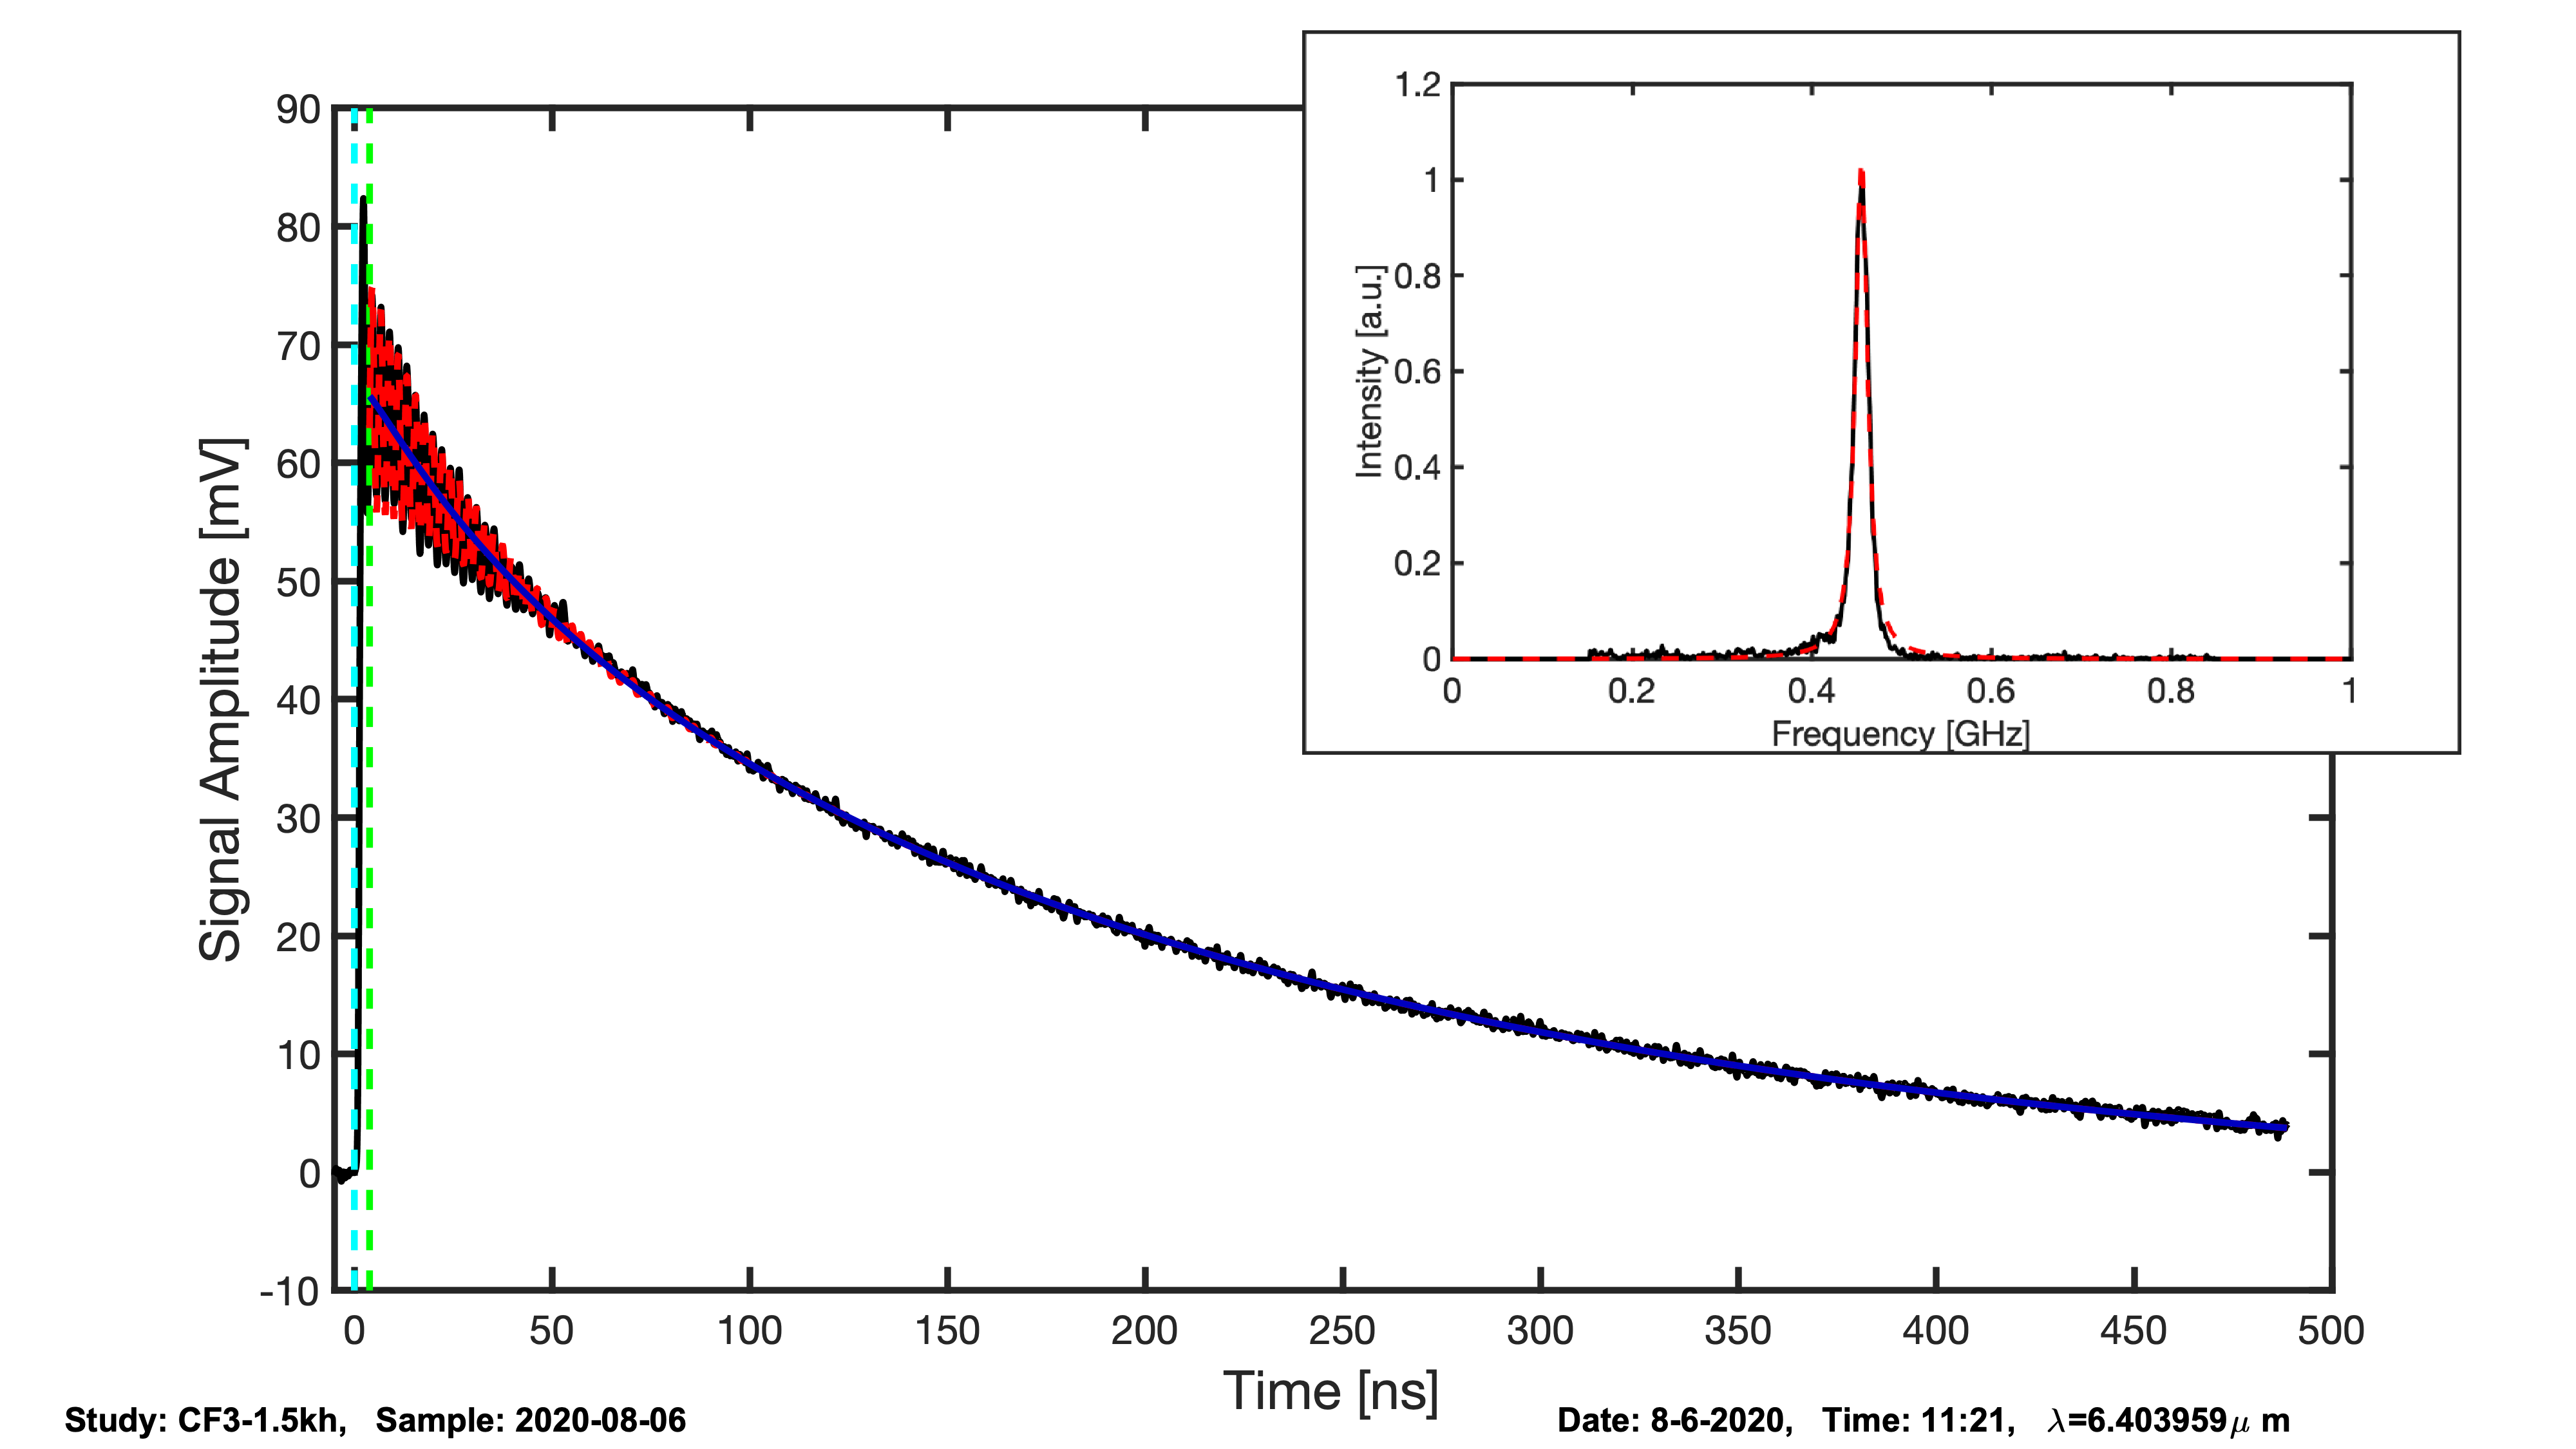 90
80
70
60
50
40
30
20
10
0
-10
Signal Amplitude [mV]
0 50 100 150 200 250 300 350 400 450 500
Time [ns]
1.2
1
0.8
0.6
0.4
0.2
0
Intensity [a.u.]
0 0.2 0.4 0.6 0.8 1
Frequency [GHz]
Study: CF3-1.5kh, Sample: 2020-08-06
Date: 8-6-2020, Time: 11:21, λ=6.403959μ m